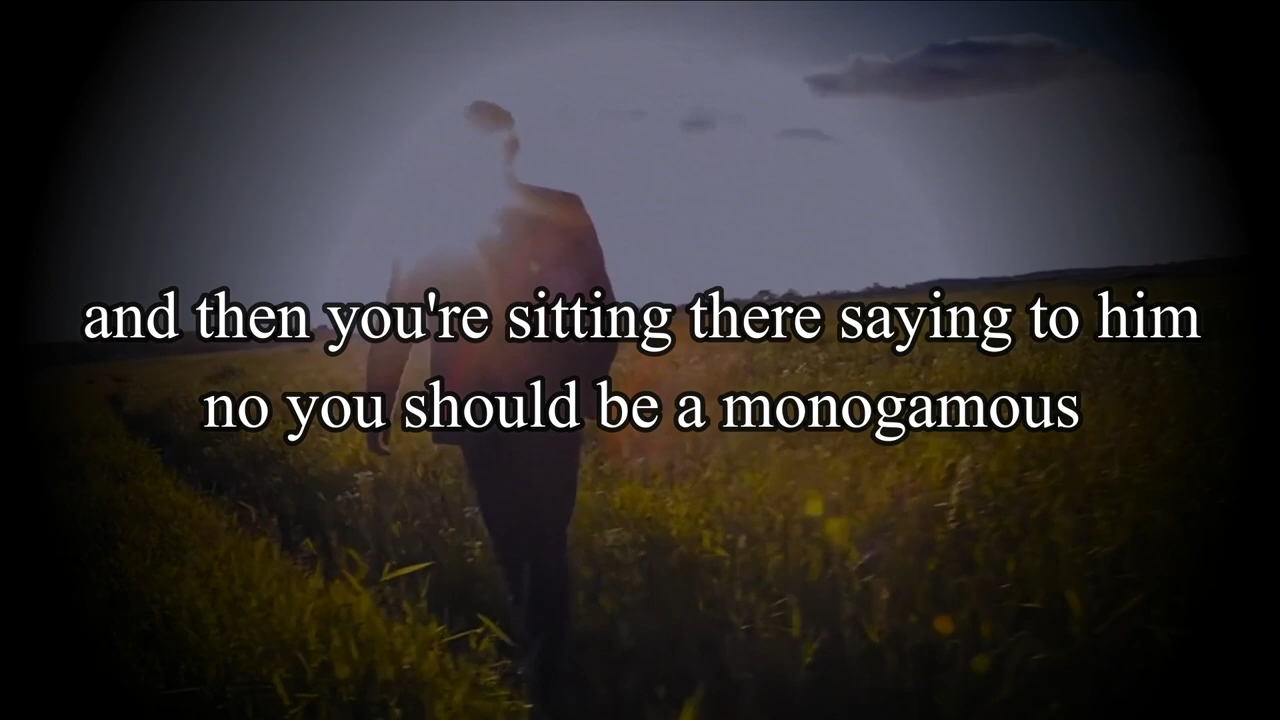 and then you're sitting there saying to him
no you should be a monogamous